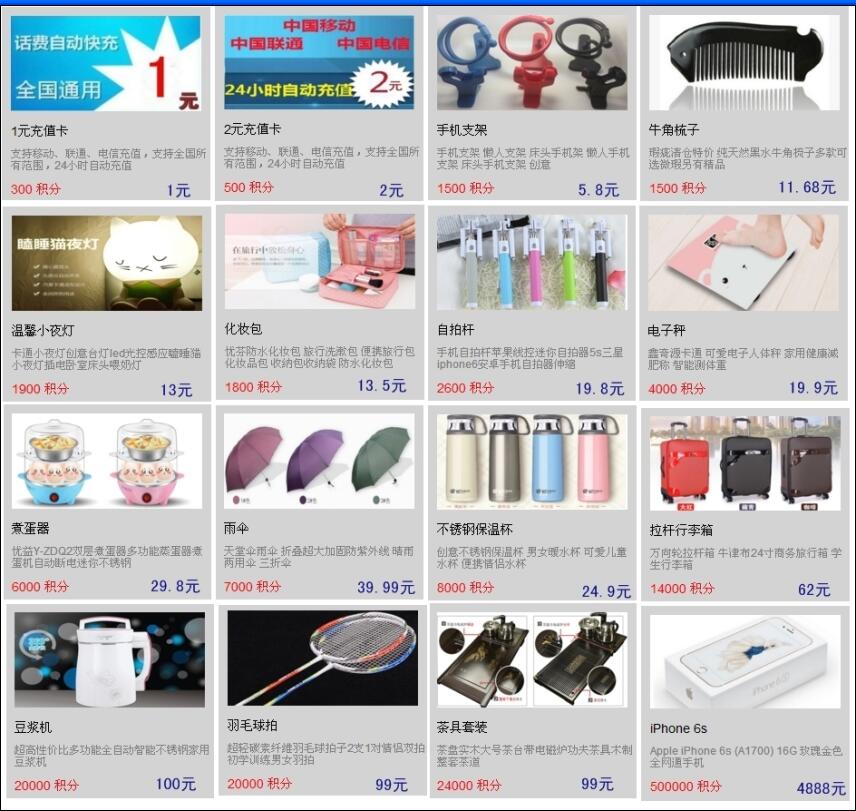 话费自动快充
全国通用
1元
1元充值卡
支持移动、联通、电信充值，支持全国所
有范围，24小时自动充值
300 积分
1元
中国移动
中国联通 中国电信
24小时自动充值
2元
2元充值卡
支持移动、联通、电信充值，支持全国所
有范围，24小时自动充值
500 积分
2元
手机支架
手机支架 懒人支架 床头手机架 懒人手机
支架 床头手机支架 创意
1500 积分
5.8元
牛角梳子
瑕疵清仓特价 纯天然黑水牛角梳子多款可
选微瑕另有精品
1500 积分
11.68元
瞌睡猫夜灯
温馨小夜灯
卡通小夜灯创意台灯led光控感应瞌睡猫
小夜灯插电卧室床头喂奶灯
1900 积分
13元
在旅行中放松身心
化妆包
优芬防水化妆包 旅行洗漱包 便携旅行包
化妆品包 收纳包收纳袋 防水化妆包
1800 积分
13.5元
自拍杆
手机自拍杆苹果线控迷你自拍器5s三星
iphone6安卓手机自拍器伸缩
2600 积分
19.8元
电子秤
鑫奇源卡通 可爱电子人体秤 家用健康减
肥称 智能测体重
4000 积分
19.9元
煮蛋器
优益Y-ZDQ2双层煮蛋器多功能蒸蛋器煮
蛋机自动断电迷你不锈钢
6000 积分
29.8元
雨伞
天堂伞雨伞 折叠超大加固防紫外线 晴雨
两用伞 三折伞
7000 积分
39.99元
不锈钢保温杯
创意不锈钢保温杯 男女暖水杯 可爱儿童
水杯 便携情侣水杯
8000 积分
24.9元
大红
咖啡
拉杆行李箱
万向轮拉杆箱 牛津布24寸商务旅行箱 学
生行李箱
14000 积分
62元
豆浆机
超高性价比多功能全自动智能不锈钢家用
豆浆机
20000 积分
100元
羽毛球拍
超轻碳素纤维羽毛球拍子2支1对情侣双拍
初学训练男女羽拍
20000 积分
99元
茶具套装
茶盘实木大号茶台带电磁炉功夫茶具木制
整套茶道
24000 积分
99元
iPhone 6s
iPhone 6s
Apple iPhone 6s (A1700) 16G 玫瑰金色
全网通手机
500000 积分
4888元